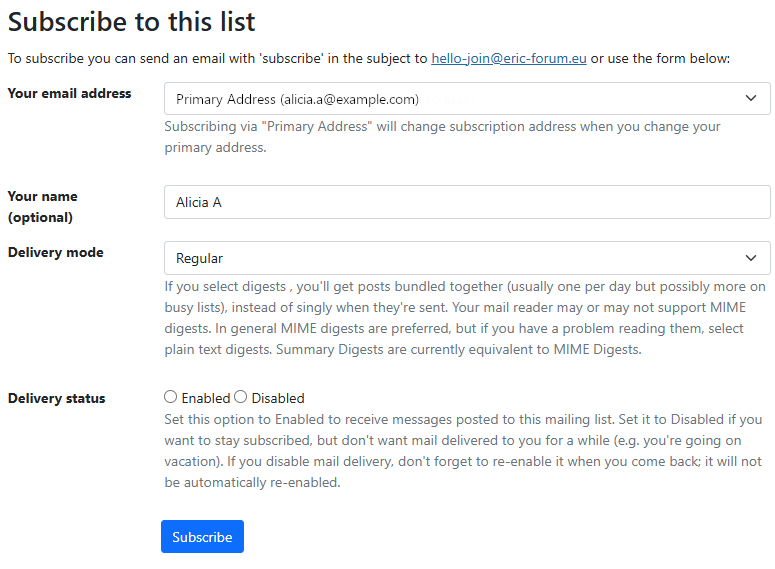 Subscribe to this list
To subscribe you can send an email with 'subscribe' in the subject to hello-join@eric-forum.eu or use the form below:
Your email address
Primary Address (alicia.a@example.com)
Subscribing via "Primary Address" will change subscription address when you change your
primary address.
Your name
(optional)
Alicia A
Delivery mode
Regular
If you select digests , you'll get posts bundled together (usually one per day but possibly more on
busy lists), instead of singly when they're sent. Your mail reader may or may not support MIME
digests. In general MIME digests are preferred, but if you have a problem reading them, select
plain text digests. Summary Digests are currently equivalent to MIME Digests.
Delivery status
Enabled Disabled
Set this option to Enabled to receive messages posted to this mailing list. Set it to Disabled if you
want to stay subscribed, but don't want mail delivered to you for a while (e.g. you're going on
vacation). If you disable mail delivery, don't forget to re-enable it when you come back; it will not
be automatically re-enabled.
Subscribe